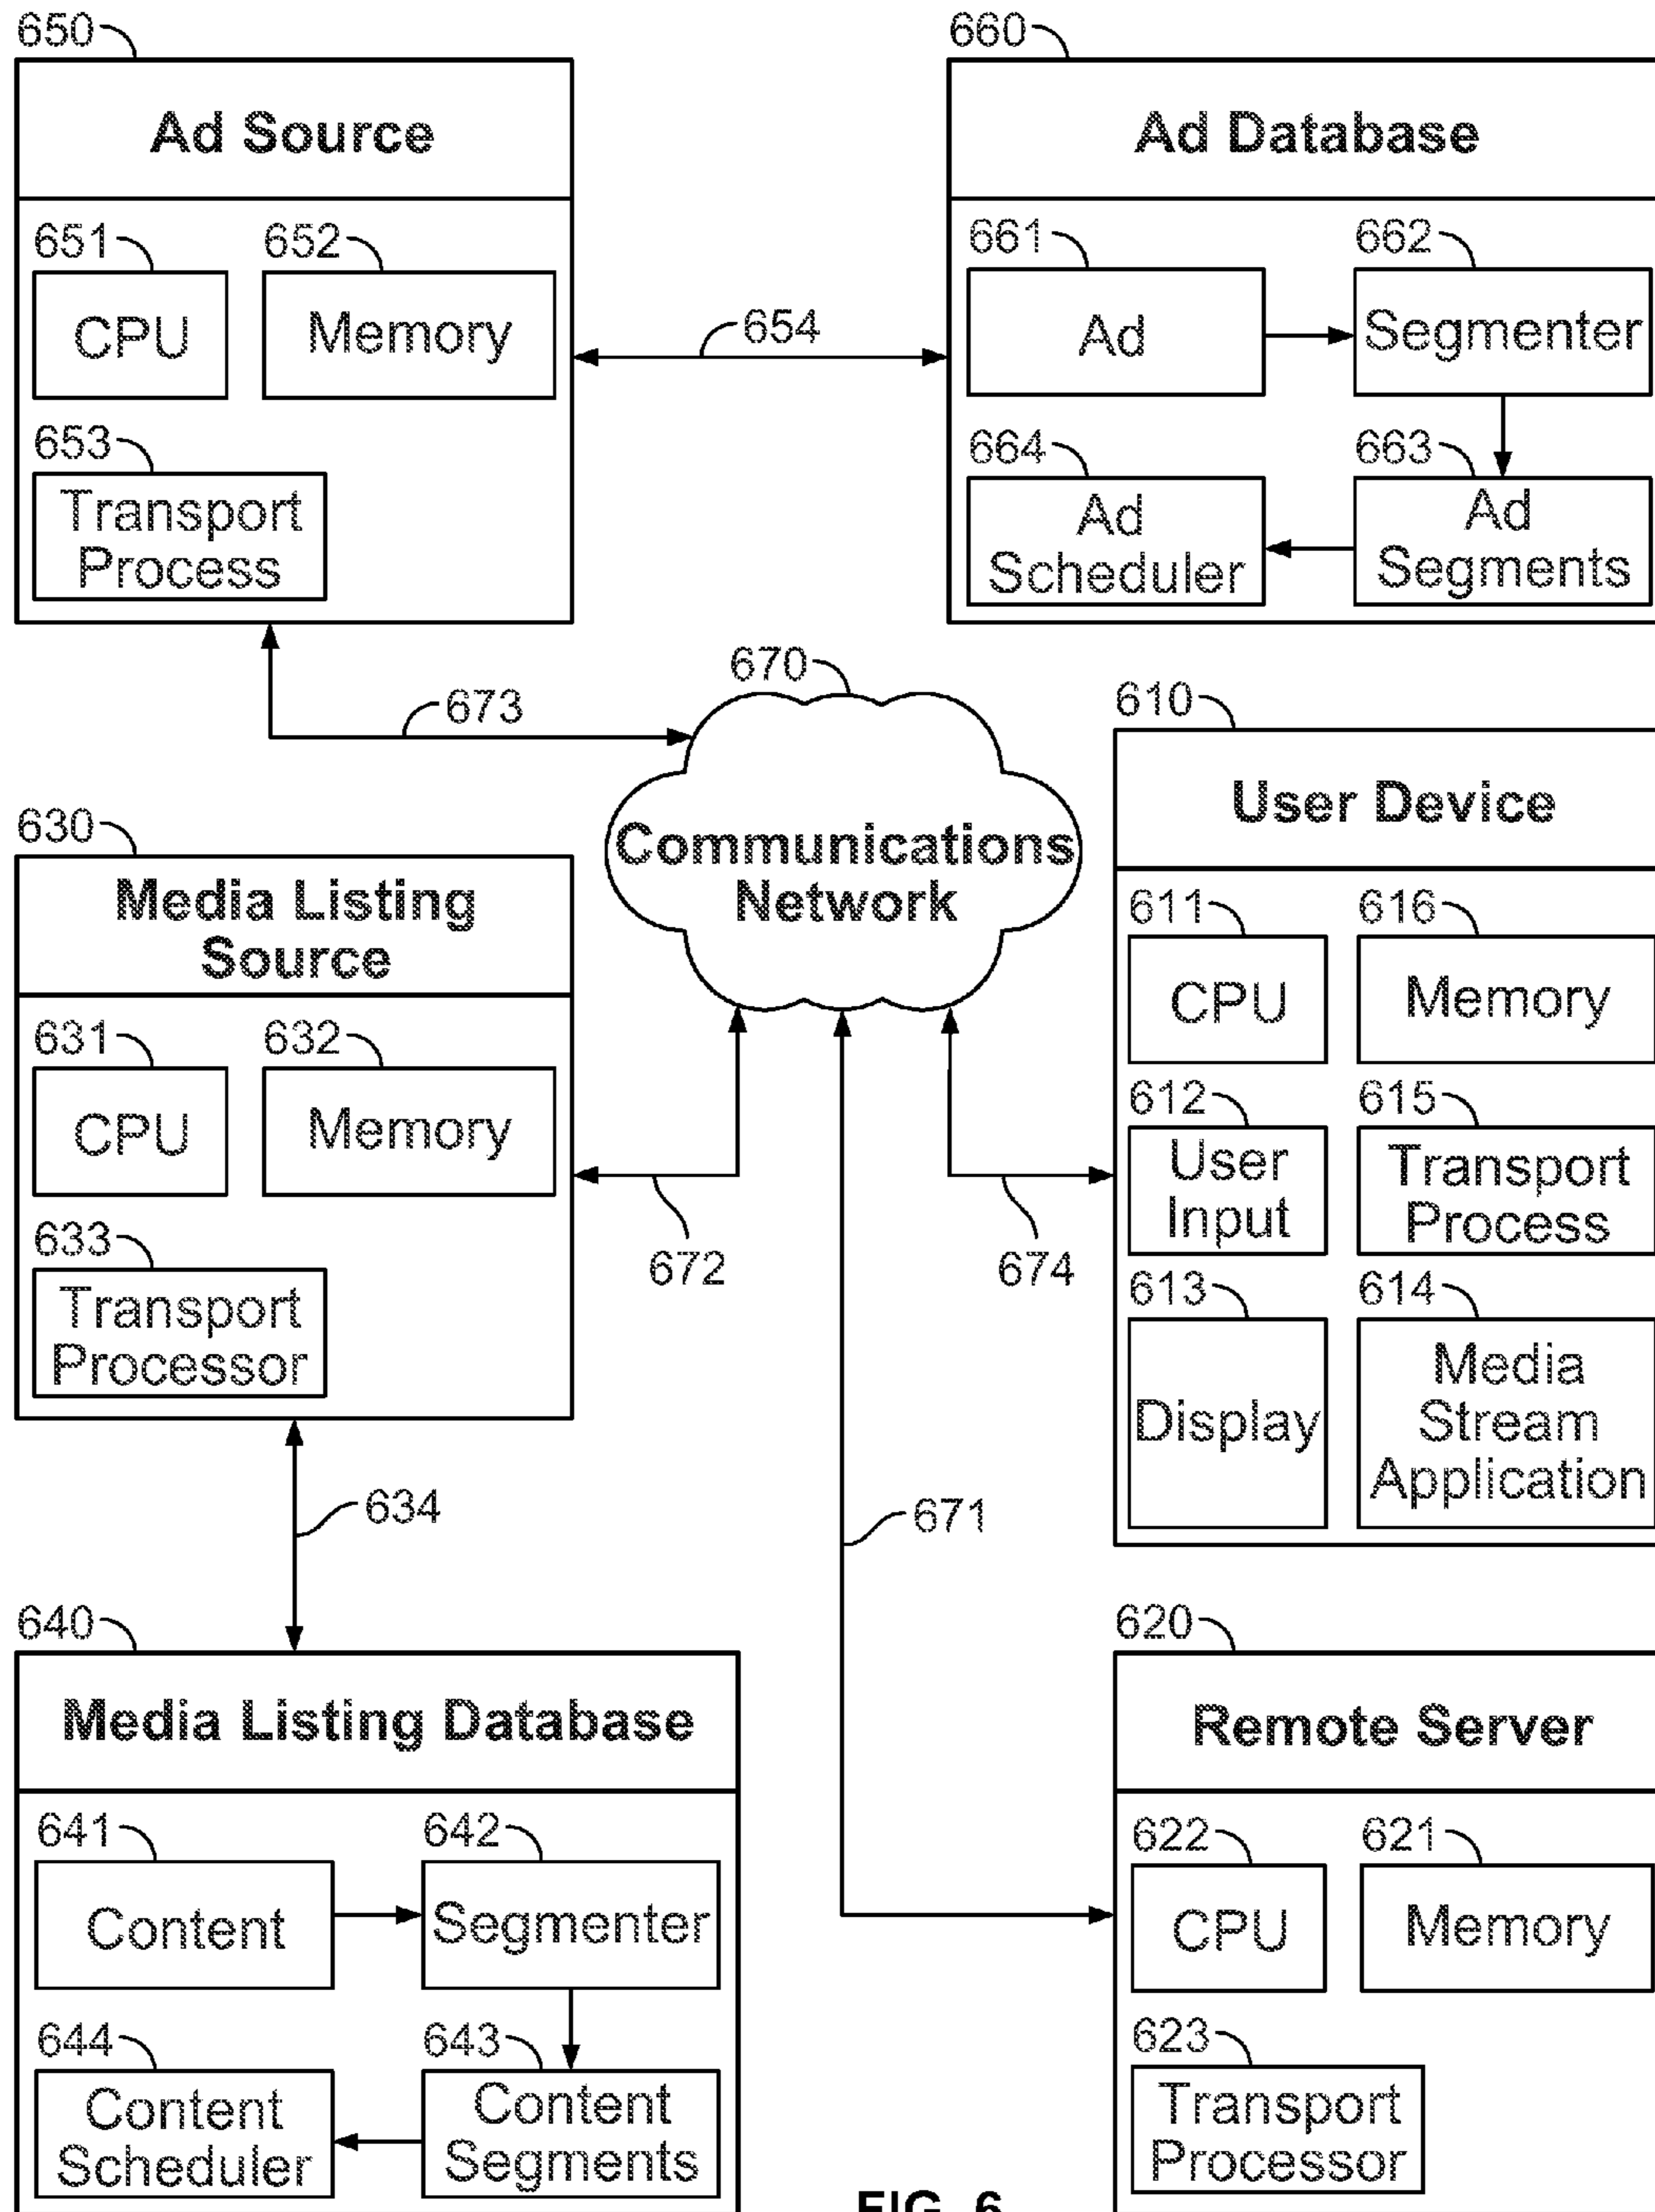 650
Ad Source
651
652
CPU
Memory
653
Transport
Process
654
660
Ad Database
661
662
Ad
Segmenter
664
663
Ad
Scheduler
Ad
Segments
673
670
Communications
Network
610
User Device
611
616
CPU
Memory
612
615
User
Input
Transport
Process
613
614
Display
Media
Stream
Application
630
Media Listing
Source
631
632
CPU
Memory
633
Transport
Processor
672
674
634
671
640
Media Listing Database
641
642
Content
Segmenter
644
643
Content
Scheduler
Content
Segments
620
Remote Server
622
621
CPU
Memory
623
Transport
Processor
FIG. 6